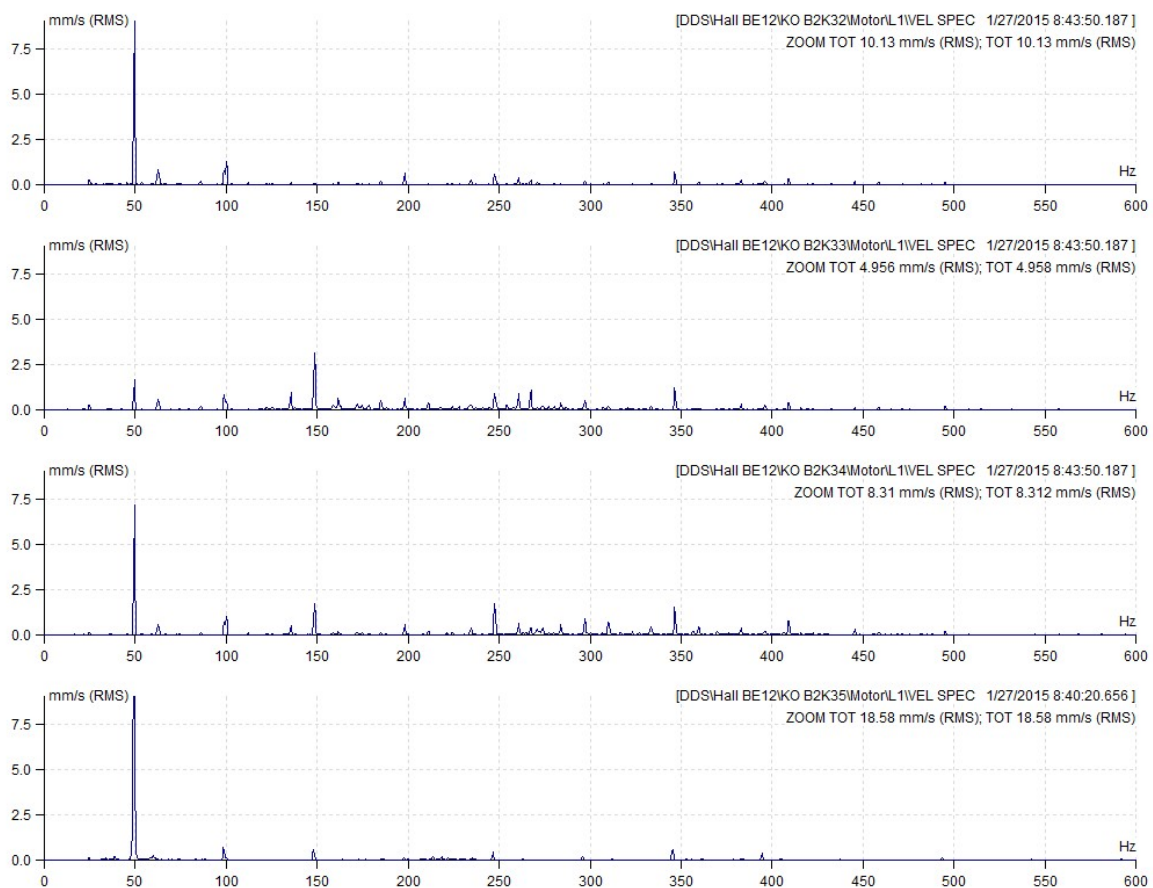 mm/s (RMS) [DDS\Hall BE12\KO B2K32\Motor\L1\VEL SPEC 1/27/2015 8:43:50.187 ]
ZOOM TOT 10.13 mm/s (RMS); TOT 10.13 mm/s (RMS)
7.5
5.0
2.5
0.0 Hz
0 50 100 150 200 250 300 350 400 450 500 550 600
mm/s (RMS) [DDS\Hall BE12\KO B2K33\Motor\L1\VEL SPEC 1/27/2015 8:43:50.187 ]
ZOOM TOT 4.956 mm/s (RMS); TOT 4.958 mm/s (RMS)
7.5
5.0
2.5
0.0 Hz
0 50 100 150 200 250 300 350 400 450 500 550 600
mm/s (RMS) [DDS\Hall BE12\KO B2K34\Motor\L1\VEL SPEC 1/27/2015 8:43:50.187 ]
ZOOM TOT 8.31 mm/s (RMS); TOT 8.312 mm/s (RMS)
7.5
5.0
2.5
0.0 Hz
0 50 100 150 200 250 300 350 400 450 500 550 600
mm/s (RMS) [DDS\Hall BE12\KO B2K35\Motor\L1\VEL SPEC 1/27/2015 8:40:20.656 ]
ZOOM TOT 18.58 mm/s (RMS); TOT 18.58 mm/s (RMS)
7.5
5.0
2.5
0.0 Hz
0 50 100 150 200 250 300 350 400 450 500 550 600